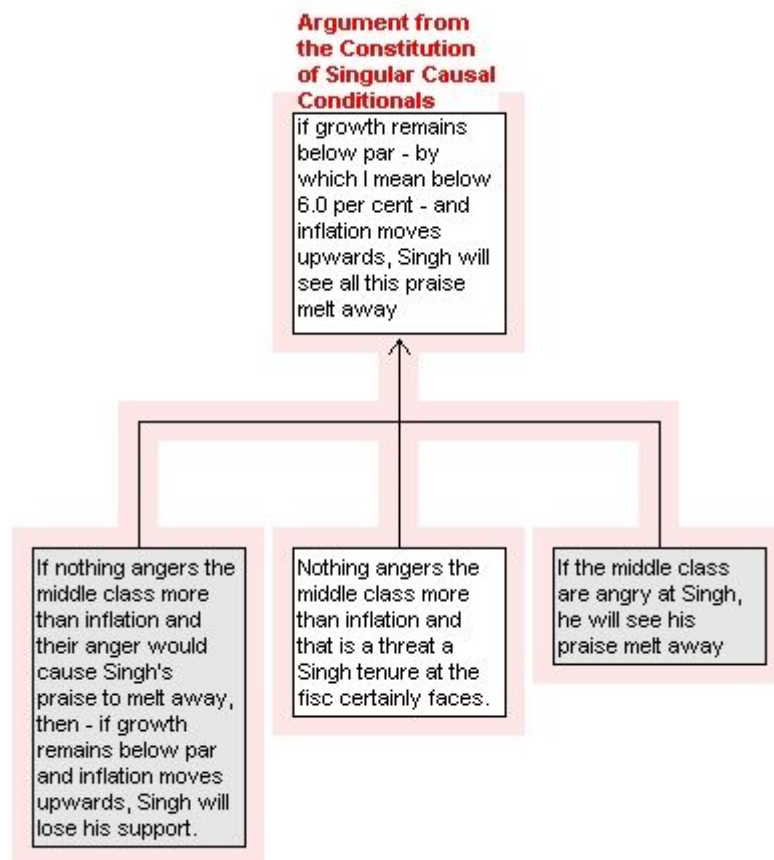 Argument from
the Constitution
of Singular Causal
Conditionals
if growth remains
below par - by
which I mean below
6.0 per cent - and
inflation moves
upwards, Singh will
see all this praise
melt away
If nothing angers the
middle class more
than inflation and
their anger would
cause Singh's
praise to melt away,
then - if growth
remains below par
and inflation moves
upwards, Singh will
lose his support.
Nothing angers the
middle class more
than inflation and
that is a threat a
Singh tenure at the
fisc certainly faces.
If the middle class
are angry at Singh,
he will see his
praise melt away